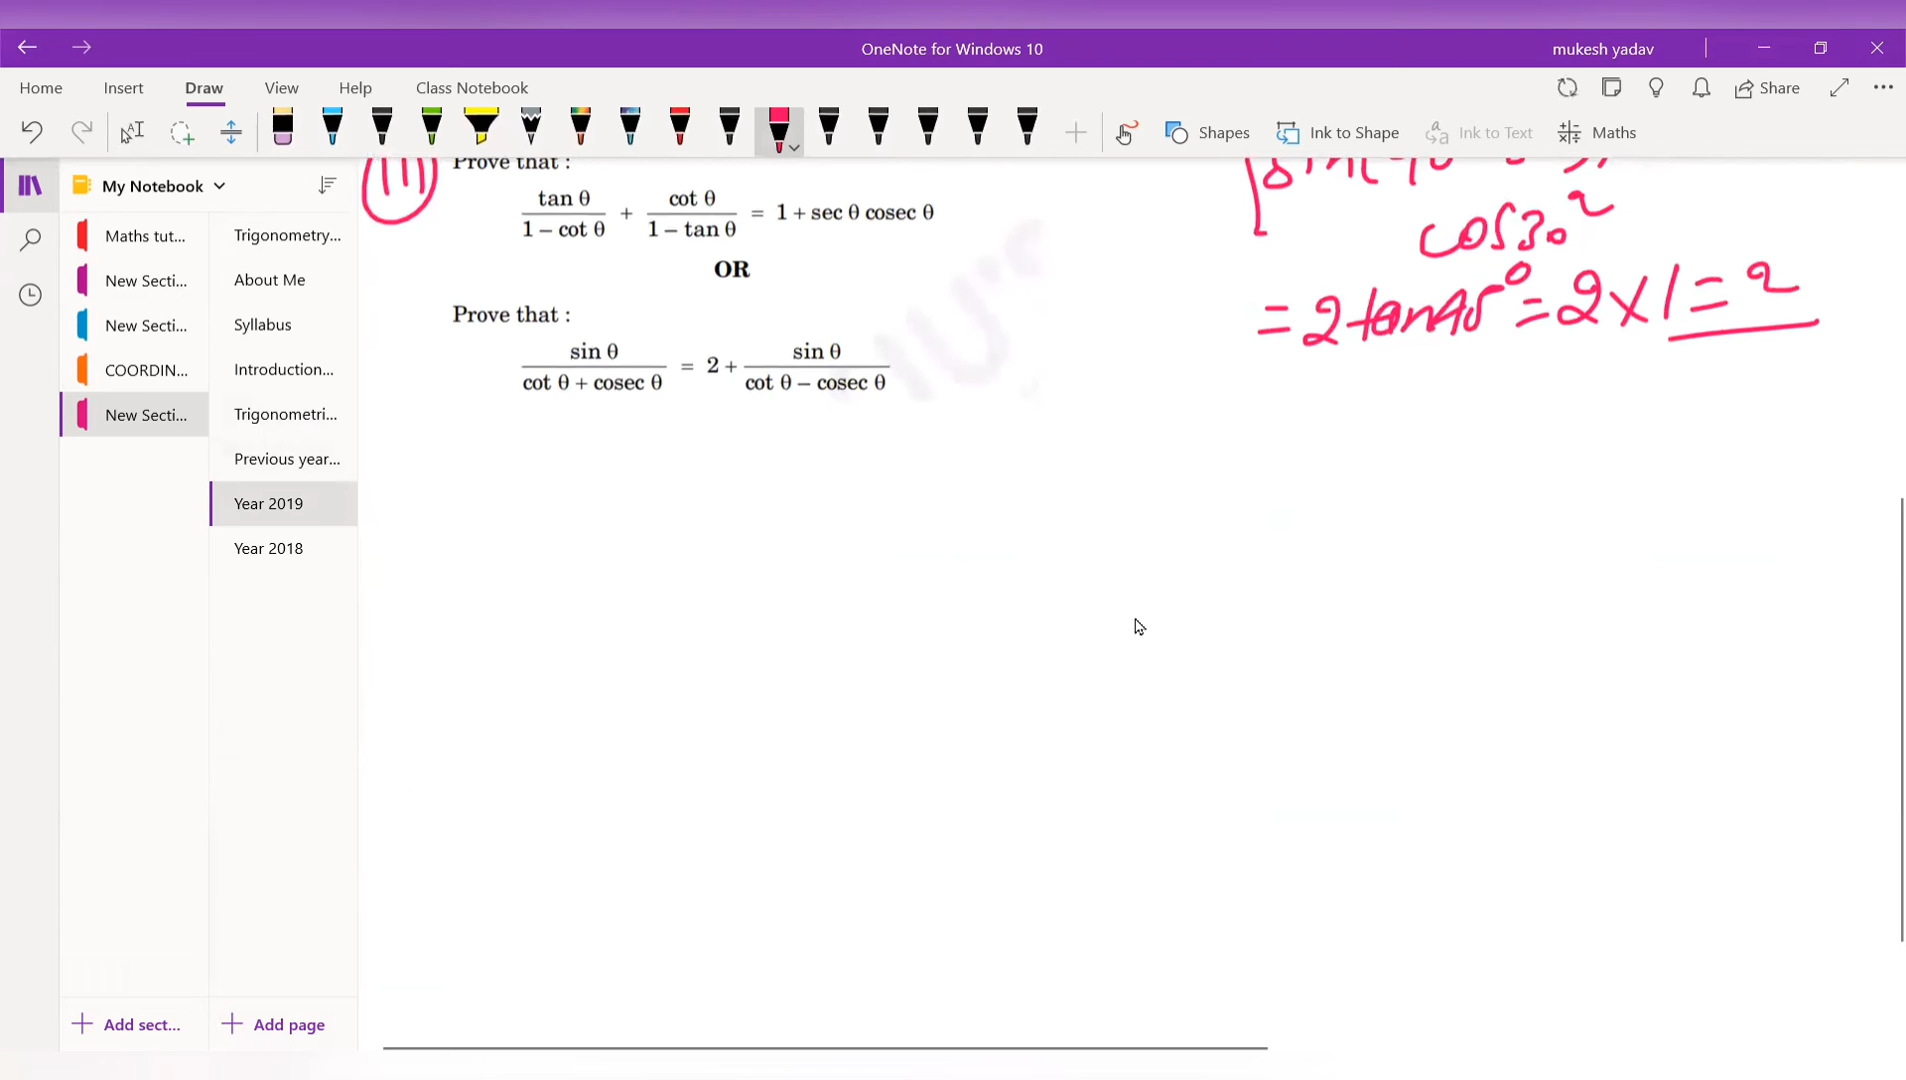 OneNote for Windows 10
mukesh yadav
Home Insert Draw View Help Class Notebook
Share
Shapes Ink to Shape Ink to Text Maths
My Notebook
Maths tut...
New Secti...
New Secti...
COORDIN...
New Secti...
Trigonometry...
About Me
Syllabus
Introduction...
Trigonometri...
Previous year...
Year 2019
Year 2018
Add sect...
Add page
Prove that :
tan θ / 1 – cot θ + cot θ / 1 – tan θ = 1 + sec θ cosec θ
OR
Prove that :
sin θ / cot θ + cosec θ = 2 + sin θ / cot θ – cosec θ
cos30
= 2 tan45° = 2 × 1 = 2